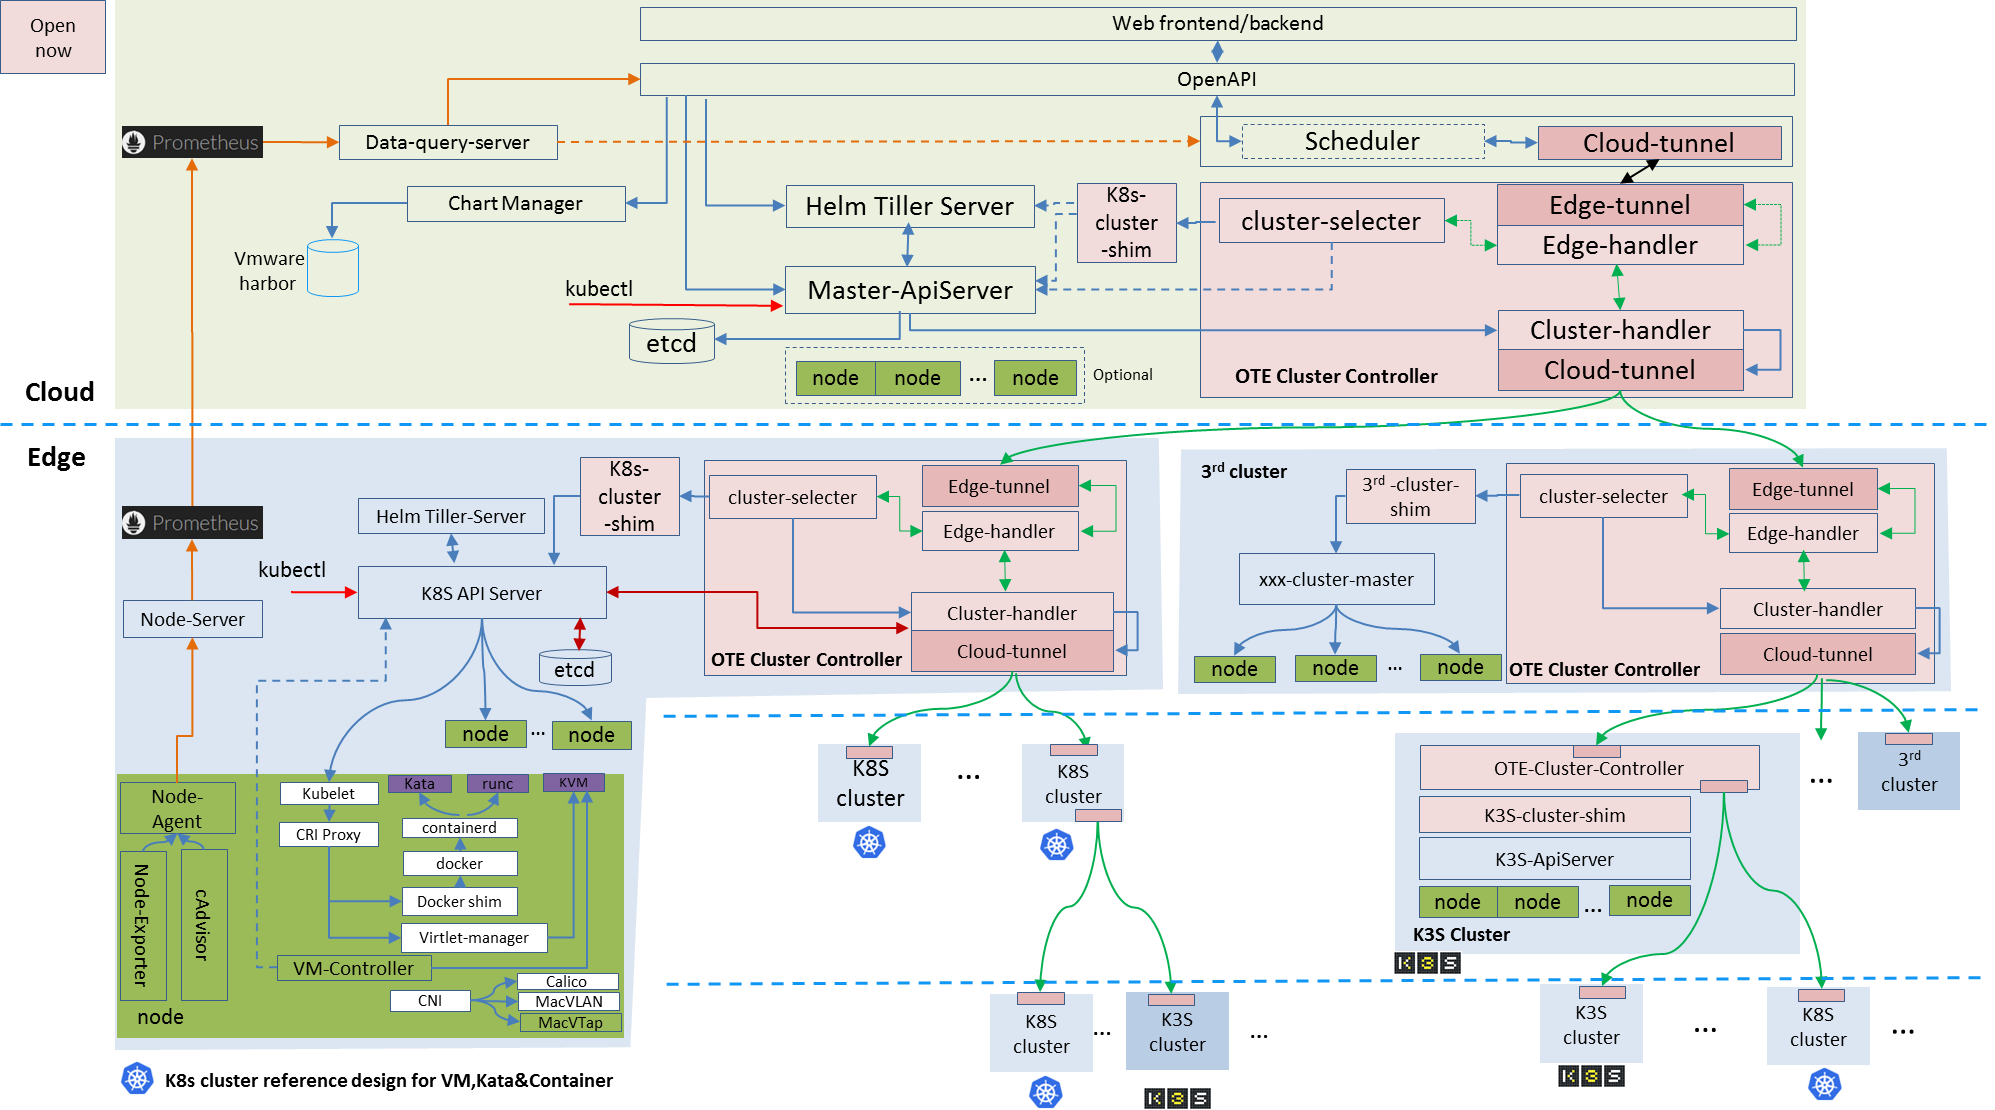 Open
now
Web frontend/backend
OpenAPI
Prometheus
Data-query-server
Scheduler
Cloud-tunnel
Chart Manager
Helm Tiller Server
K8s-
cluster
-shim
cluster-selecter
Edge-tunnel
Edge-handler
Vmware
harbor
kubectl
Master-ApiServer
etcd
Cluster-handler
Cloud-tunnel
node
node
...
node
Optional
OTE Cluster Controller
Cloud
Edge
Prometheus
Helm Tiller-Server
K8s-
cluster
-shim
cluster-selecter
Edge-tunnel
Edge-handler
kubectl
K8S API Server
Node-Server
Cluster-handler
Cloud-tunnel
OTE Cluster Controller
etcd
node
...
node
3rd cluster
3rd -cluster-
shim
cluster-selecter
Edge-tunnel
Edge-handler
xxx-cluster-master
Cluster-handler
Cloud-tunnel
OTE Cluster Controller
node
node
...
node
Node-
Agent
Node-Exporter
cAdvisor
Kubelet
CRI Proxy
Kata
runc
KVM
containerd
docker
Docker shim
Virtlet-manager
VM-Controller
CNI
Calico
MacVLAN
MacVTap
node
K8S
cluster
...
K8S
cluster
OTE-Cluster-Controller
K3S-cluster-shim
K3S-ApiServer
node
node
...
node
K3S Cluster
K3S
...
3rd
cluster
K8S
cluster
...
K3S
cluster
...
K3S
K3S
cluster
...
K8S
cluster
...
K3S
K8s cluster reference design for VM,Kata&Container